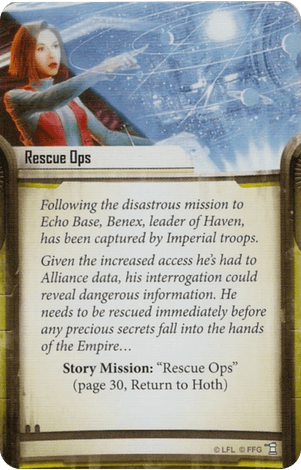 Rescue Ops
Following the disastrous mission to
Echo Base, Benex, leader of Haven,
has been captured by Imperial troops.
Given the increased access he's had to
Alliance data, his interrogation could
reveal dangerous information. He
needs to be rescued immediately before
any precious secrets fall into the hands
of the Empire…
Story Mission: “Rescue Ops”
(page 30, Return to Hoth)
© LFL © FFG